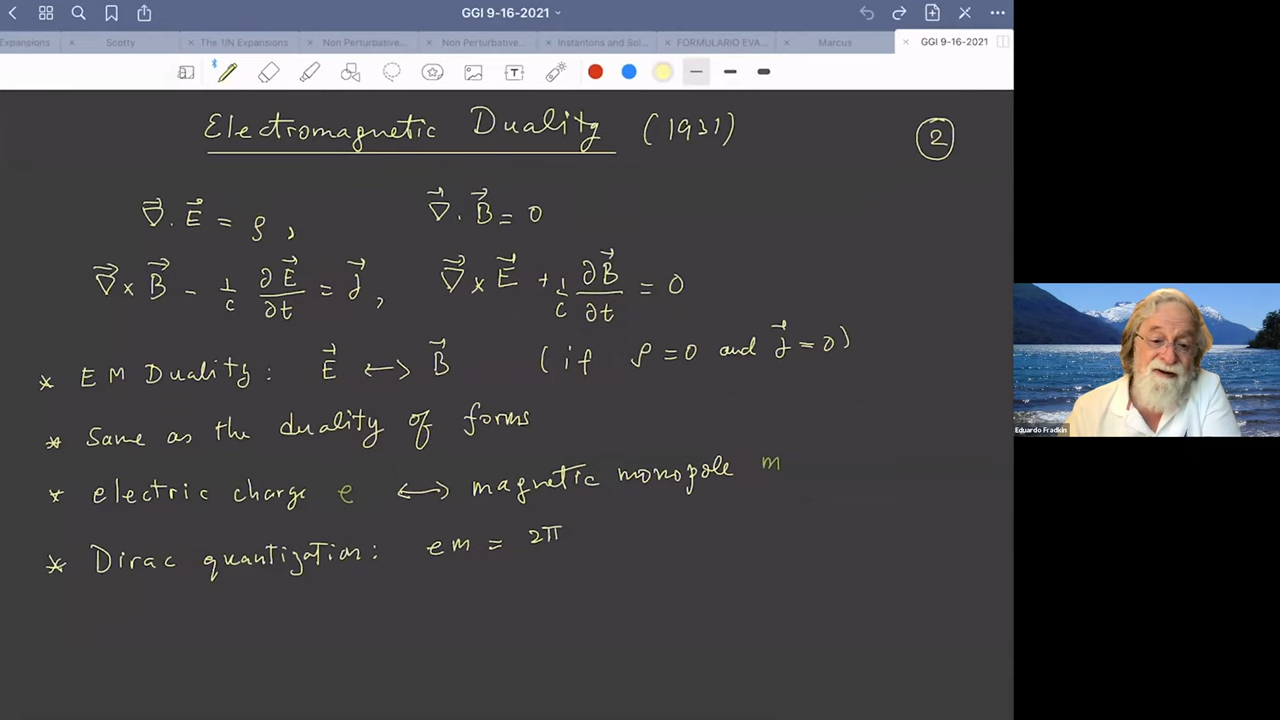 GGI 9-16-2021
Expansions
Scotty
The 1/N Expansions
Non Perturbative...
Non Perturbative...
Instantons and Sol...
FORMULARIO EVA...
Marcus
GGI 9-16-2021
Electromagnetic Duality (1931)
2
∇⃗·E⃗ = ρ, ∇⃗·B⃗ = 0
∇⃗×B⃗ − 1/c ∂E⃗/∂t = j⃗, ∇⃗×E⃗ + 1/c ∂B⃗/∂t = 0
* EM Duality: E⃗ ↔ B⃗ (if ρ=0 and j⃗=0)
* Same as the duality of forms
* electric charge e ↔ magnetic monopole m
* Dirac quantization: em = 2π
Eduardo Fradkin